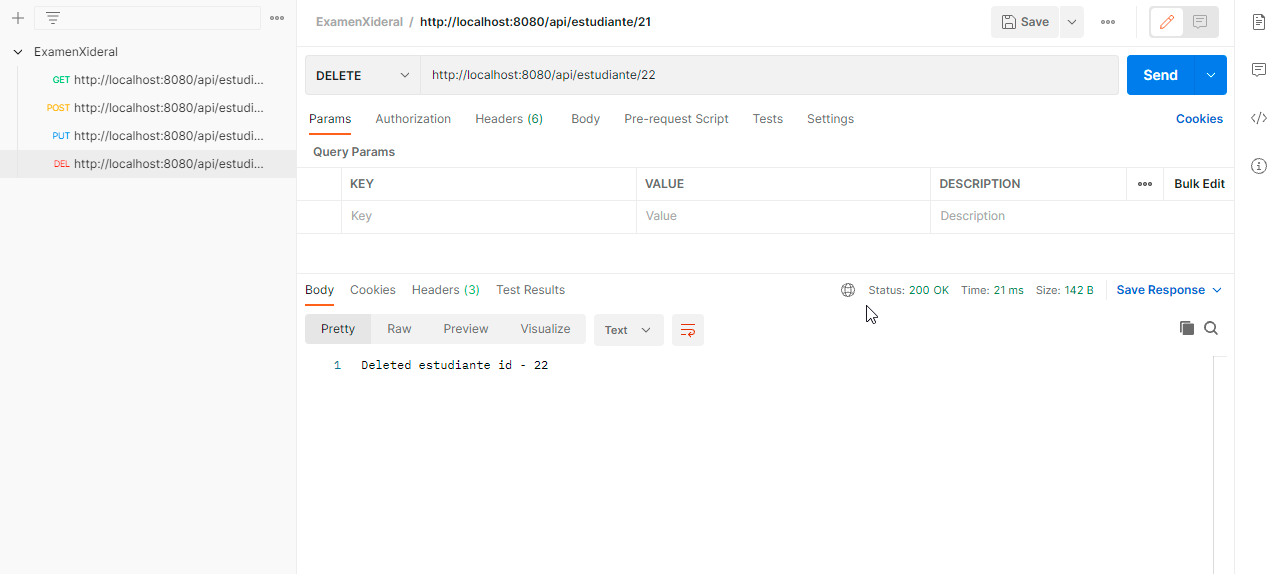 ExamenXideral / http://localhost:8080/api/estudiante/21
Save
ExamenXideral
GET http://localhost:8080/api/estudi...
POST http://localhost:8080/api/estudi...
PUT http://localhost:8080/api/estudi...
DEL http://localhost:8080/api/estudi...
DELETE http://localhost:8080/api/estudiante/22 Send
Params Authorization Headers (6) Body Pre-request Script Tests Settings Cookies
Query Params
KEY VALUE DESCRIPTION Bulk Edit
Key Value Description
Body Cookies Headers (3) Test Results Status: 200 OK Time: 21 ms Size: 142 B Save Response
Pretty Raw Preview Visualize Text
1 Deleted estudiante id - 22